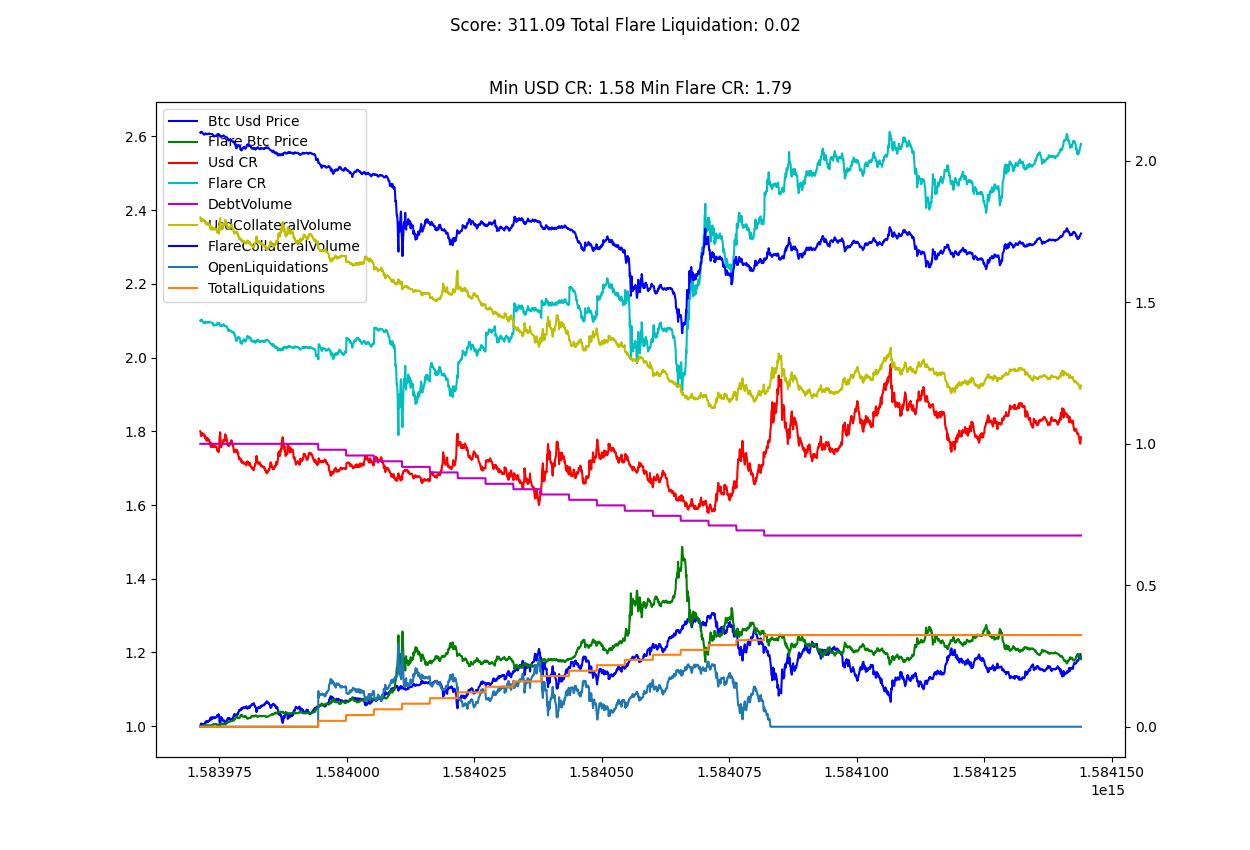 Score: 311.09 Total Flare Liquidation: 0.02
Min USD CR: 1.58 Min Flare CR: 1.79
Btc Usd Price
Flare Btc Price
Usd CR
Flare CR
DebtVolume
UsdCollateralVolume
FlareCollateralVolume
OpenLiquidations
TotalLiquidations
2.6
2.4
2.2
2.0
1.8
1.6
1.4
1.2
1.0
2.0
1.5
1.0
0.5
0.0
1.583975 1.584000 1.584025 1.584050 1.584075 1.584100 1.584125 1.584150
1e15